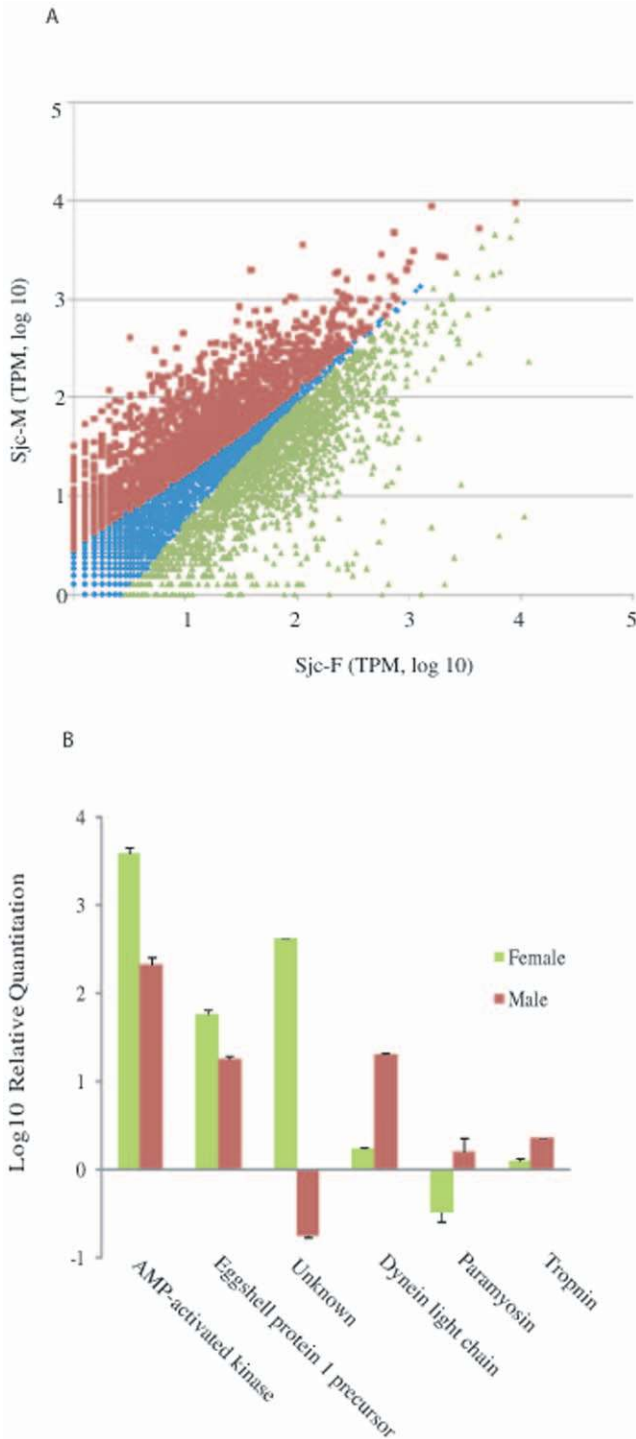 A
5
4
3
2
1
0
1 2 3 4 5
Sjc-M (TPM, log 10)
Sjc-F (TPM, log 10)
B
4
3
2
1
0
-1
Log10 Relative Quantitation
Female
Male
AMP-activated kinase
Eggshell protein 1 precursor
Unknown
Dynein light chain
Paramyosin
Tropnin